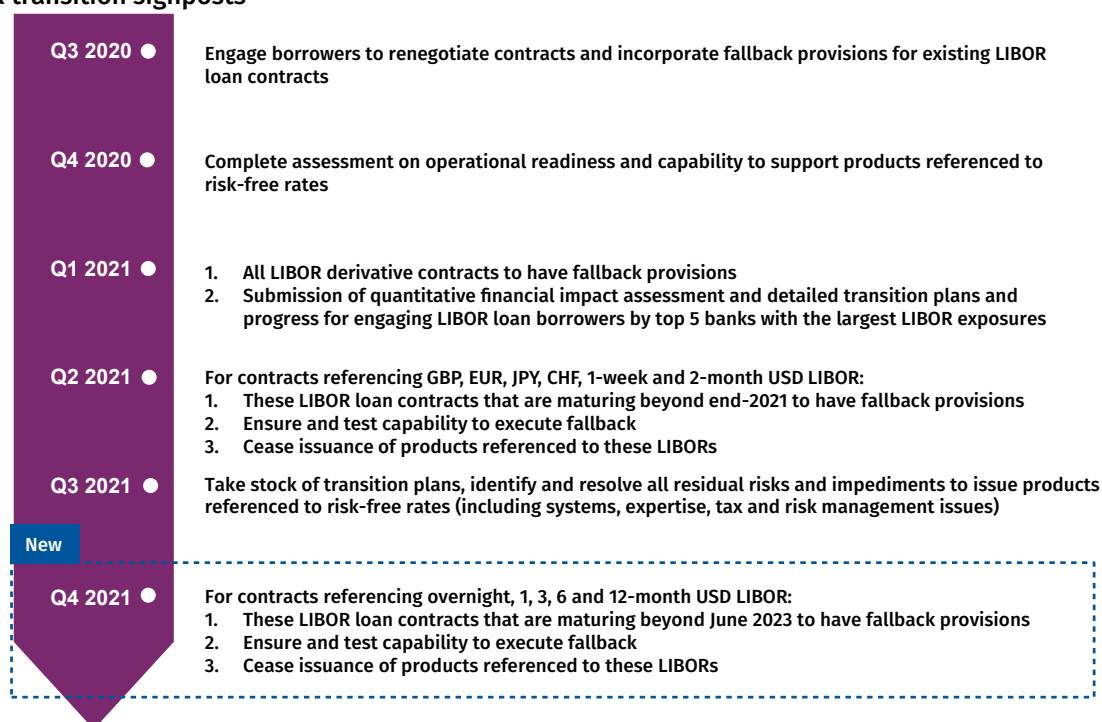 transition signposts
Q3 2020
Engage borrowers to renegotiate contracts and incorporate fallback provisions for existing LIBOR
loan contracts
Q4 2020
Complete assessment on operational readiness and capability to support products referenced to
risk-free rates
Q1 2021
1. All LIBOR derivative contracts to have fallback provisions
2. Submission of quantitative financial impact assessment and detailed transition plans and
progress for engaging LIBOR loan borrowers by top 5 banks with the largest LIBOR exposures
Q2 2021
For contracts referencing GBP, EUR, JPY, CHF, 1-week and 2-month USD LIBOR:
1. These LIBOR loan contracts that are maturing beyond end-2021 to have fallback provisions
2. Ensure and test capability to execute fallback
3. Cease issuance of products referenced to these LIBORs
Q3 2021
Take stock of transition plans, identify and resolve all residual risks and impediments to issue products
referenced to risk-free rates (including systems, expertise, tax and risk management issues)
New
Q4 2021
For contracts referencing overnight, 1, 3, 6 and 12-month USD LIBOR:
1. These LIBOR loan contracts that are maturing beyond June 2023 to have fallback provisions
2. Ensure and test capability to execute fallback
3. Cease issuance of products referenced to these LIBORs